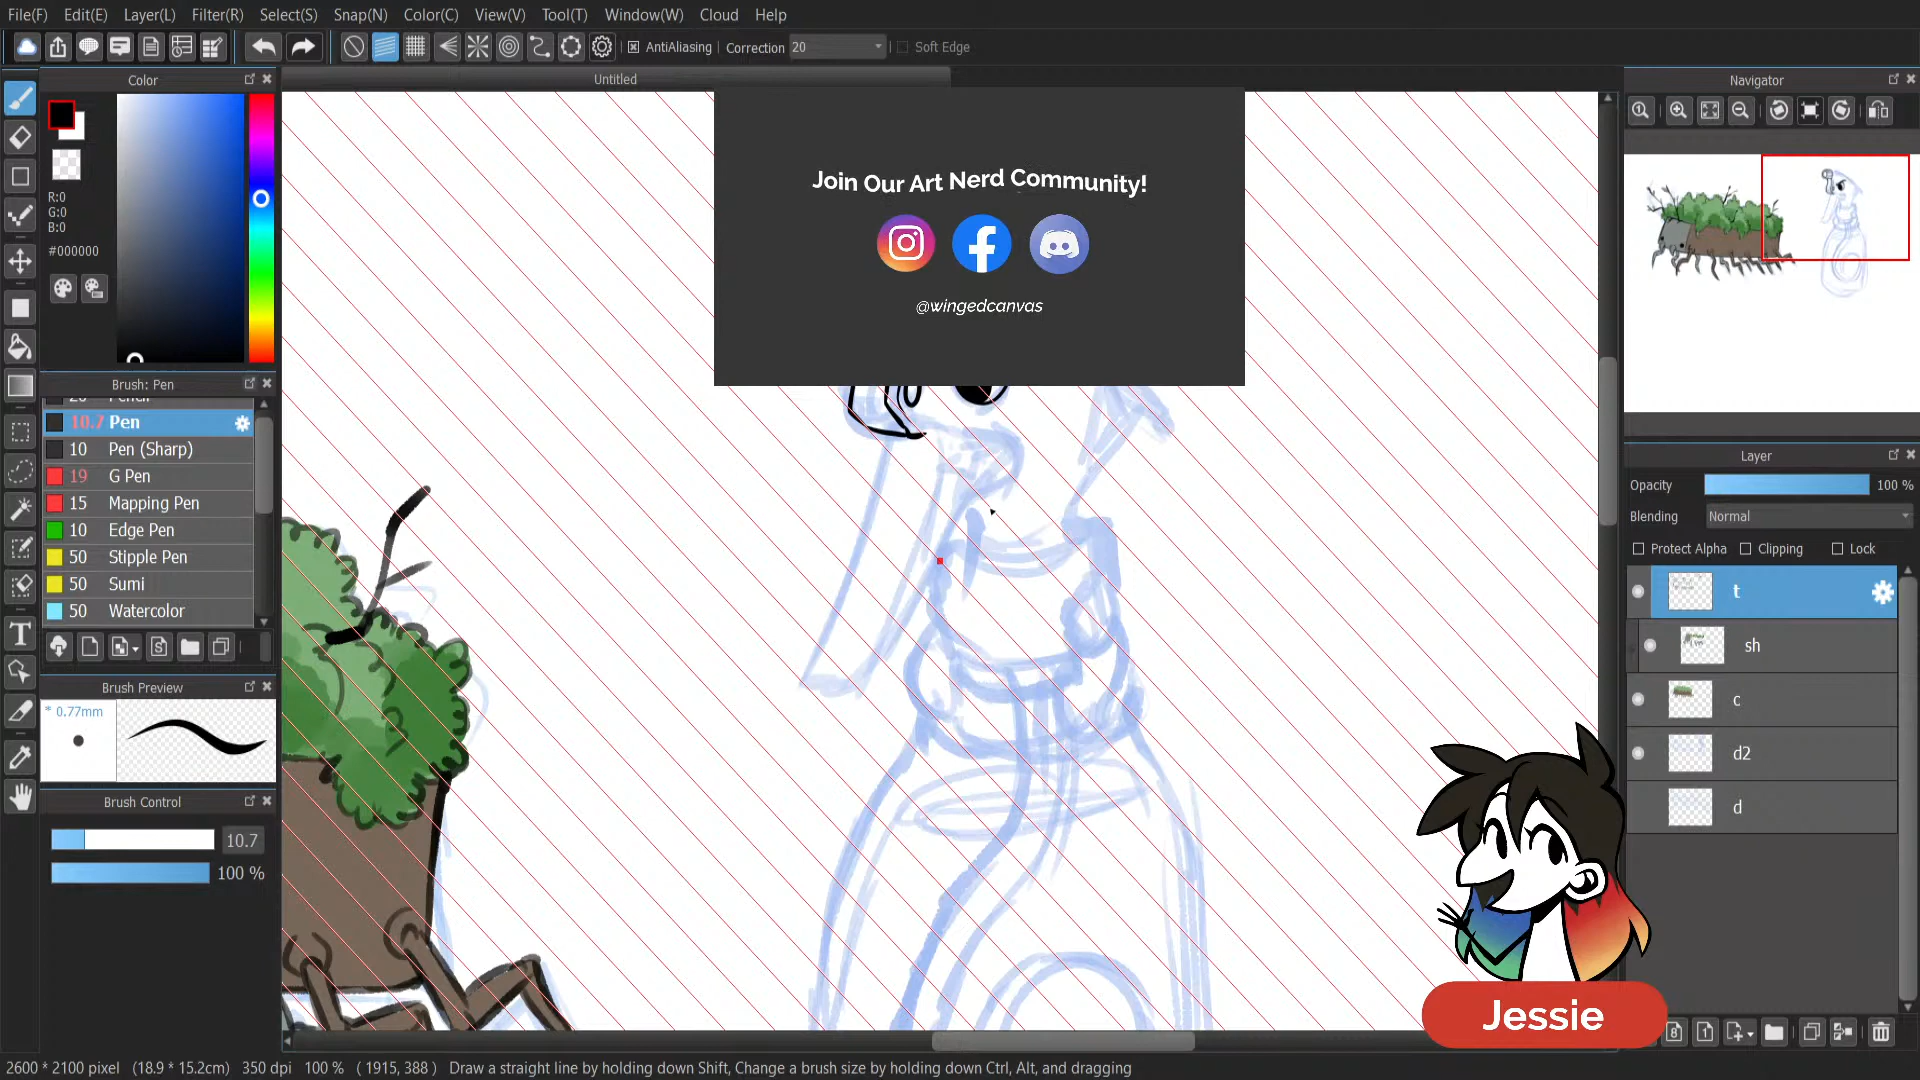 File(F) Edit(E) Layer(L) Filter(R) Select(S) Snap(N) Color(C) View(V) Tool(T) Window(W) Cloud Help
AntiAliasing Correction 20 Soft Edge
Color
Untitled
Navigator
R:0
G:0
B:0
#000000
Join Our Art Nerd Community!
@wingedcanvas
Brush: Pen
10.7 Pen
10 Pen (Sharp)
19 G Pen
15 Mapping Pen
10 Edge Pen
50 Stipple Pen
50 Sumi
50 Watercolor
Brush Preview
* 0.77mm
Brush Control
10.7
100 %
Layer
Opacity 100 %
Blending Normal
Protect Alpha Clipping Lock
t
sh
c
d2
d
Jessie
2600 * 2100 pixel (18.9 * 15.2cm) 350 dpi 100 % ( 1915, 388 ) Draw a straight line by holding down Shift, Change a brush size by holding down Ctrl, Alt, and dragging